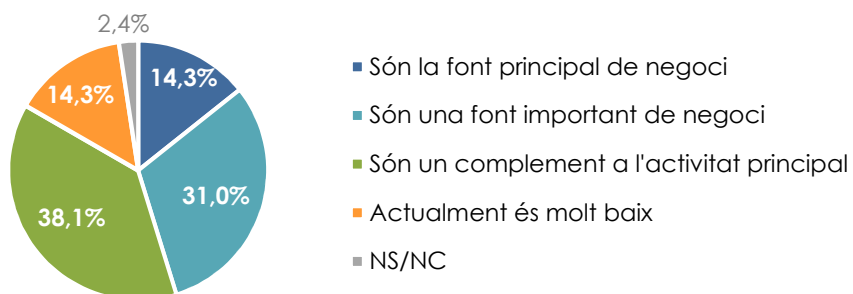 2,4%
14,3%
14,3%
31,0%
38,1%
Són la font principal de negoci
Són una font important de negoci
Són un complement a l'activitat principal
Actualment és molt baix
NS/NC